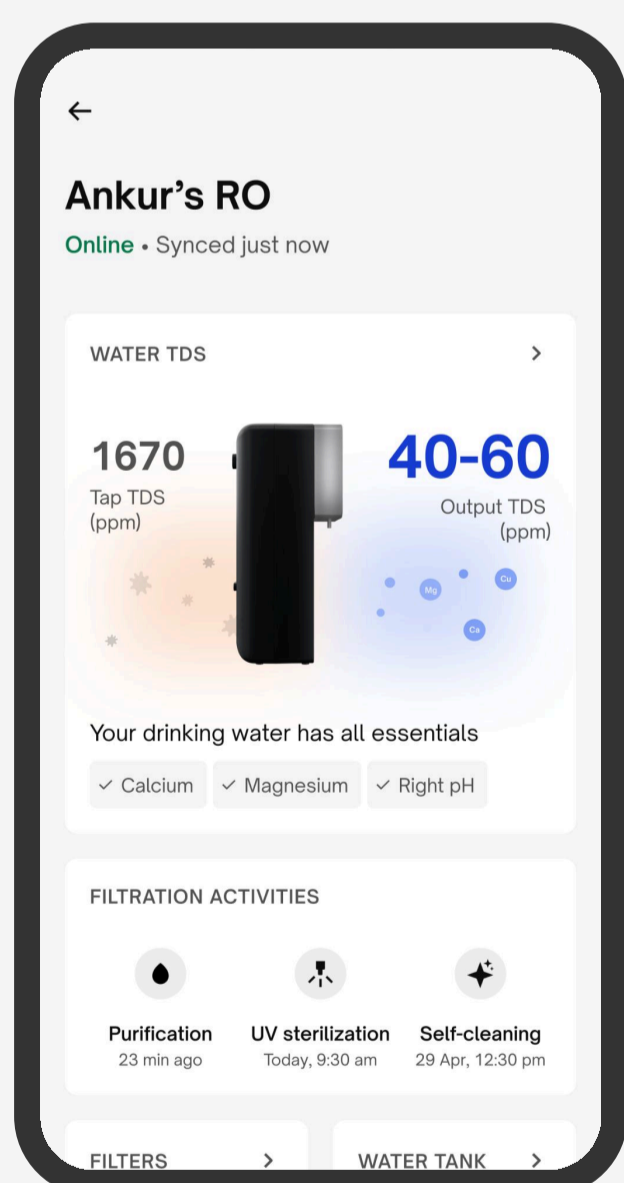 Ankur’s RO
Online • Synced just now
WATER TDS
1670
Tap TDS
(ppm)
40-60
Output TDS
(ppm)
Mg
Cu
Ca
Your drinking water has all essentials
Calcium
Magnesium
Right pH
FILTRATION ACTIVITIES
Purification
23 min ago
UV sterilization
Today, 9:30 am
Self-cleaning
29 Apr, 12:30 pm
FILTERS
WATER TANK